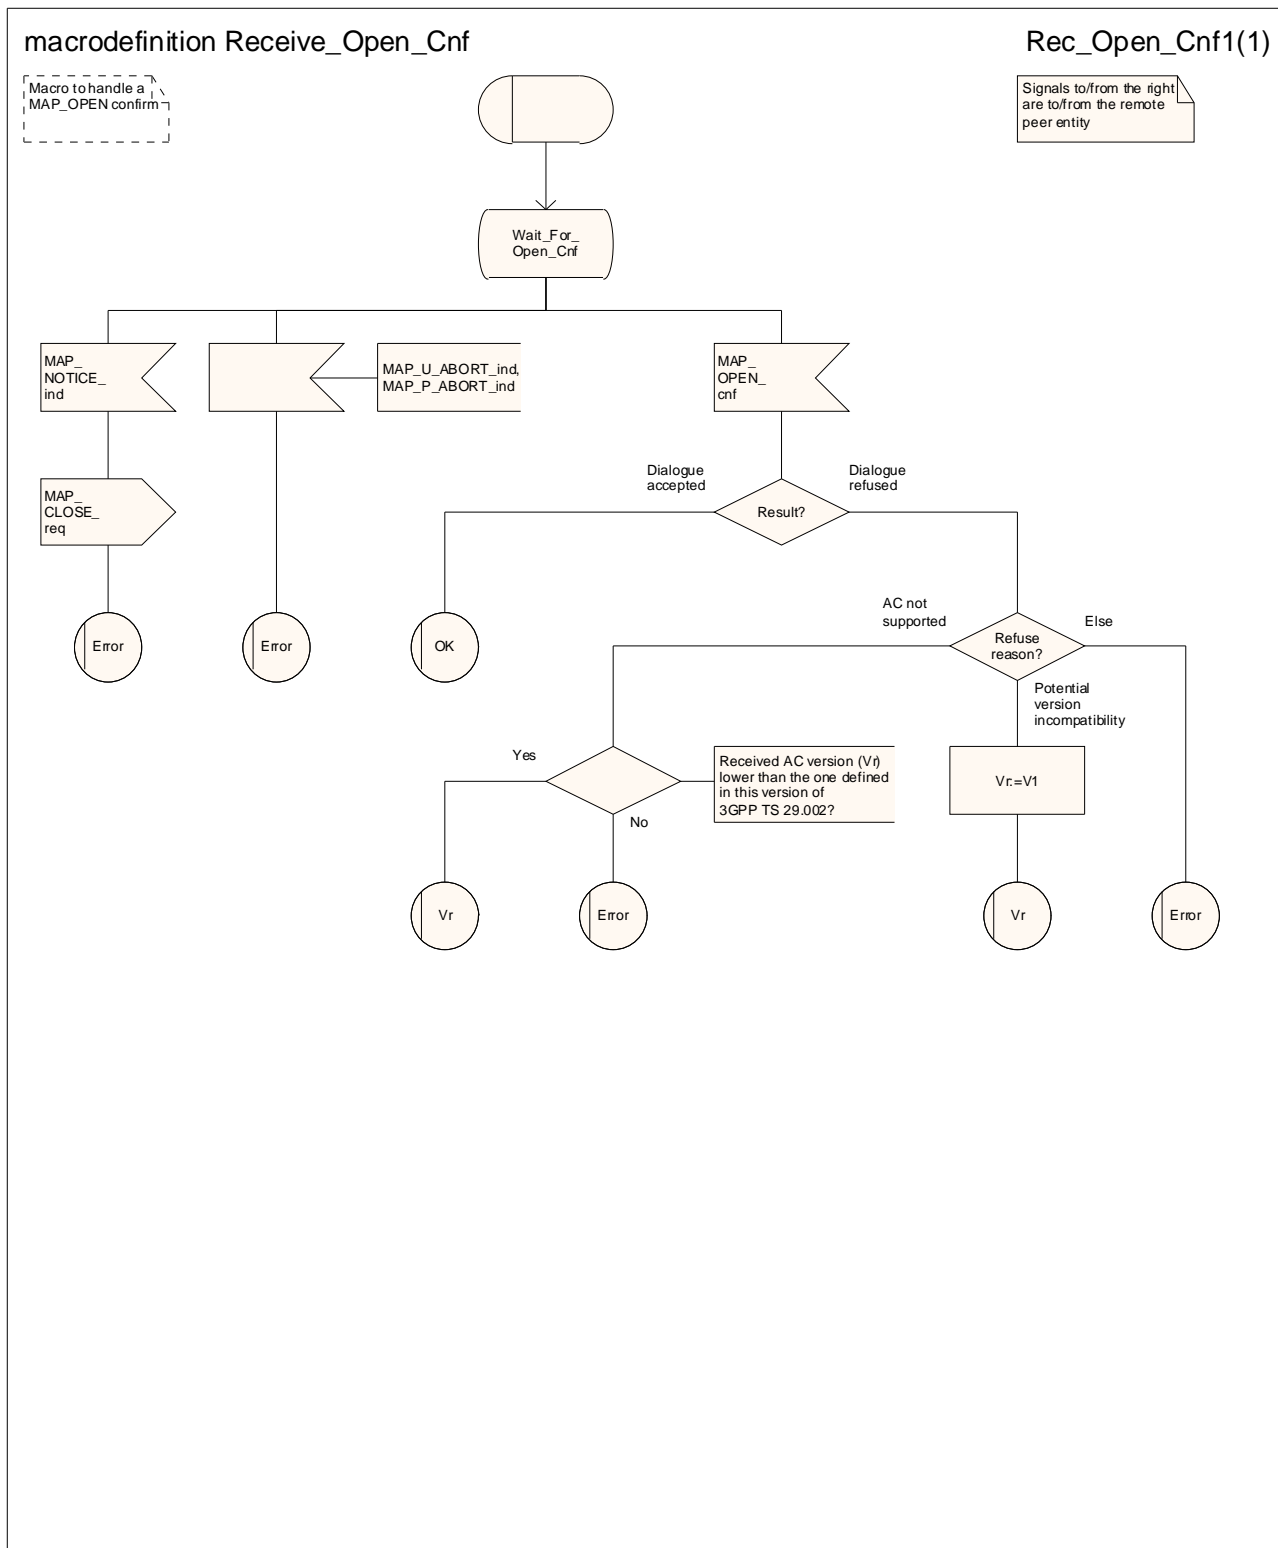 macrodefinition Receive_Open_Cnf
Rec_Open_Cnf1(1)
Macro to handle a
MAP_OPEN confirm
Signals to/from the right
are to/from the remote
peer entity
Wait_For_
Open_Cnf
MAP_
NOTICE_
ind
MAP_U_ABORT_ind,
MAP_P_ABORT_ind
MAP_
OPEN_
cnf
MAP_
CLOSE_
req
Dialogue
accepted
Dialogue
refused
Result?
Error
Error
OK
AC not
supported
Refuse
reason?
Else
Potential
version
incompatibility
Yes
No
Received AC version (Vr)
lower than the one defined
in this version of
3GPP TS 29.002?
Vr:=V1
Vr
Error
Vr
Error